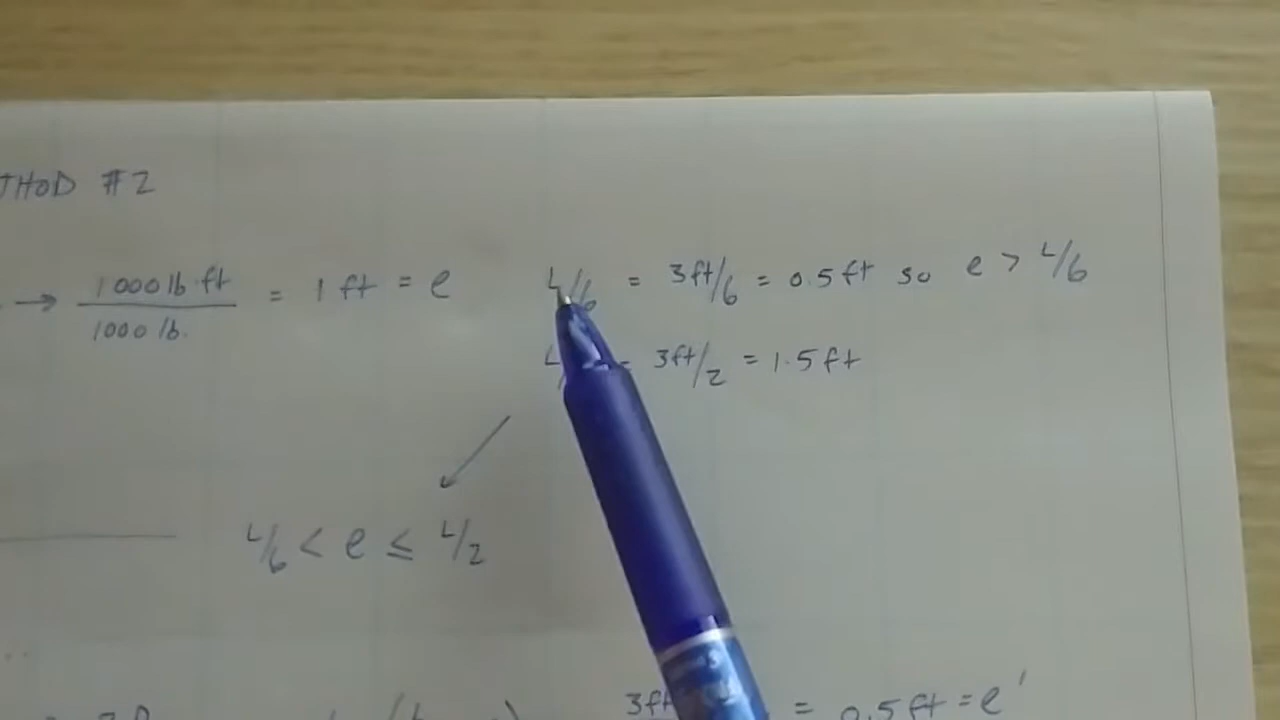 #2
→ 1000 lb·ft / 1000 lb. = 1 ft = e
L/6 = 3ft/6 = 0.5 ft so e > L/6
= 3ft/2 = 1.5 ft
L/6 < e ≤ L/2
= 0.5 ft = e'